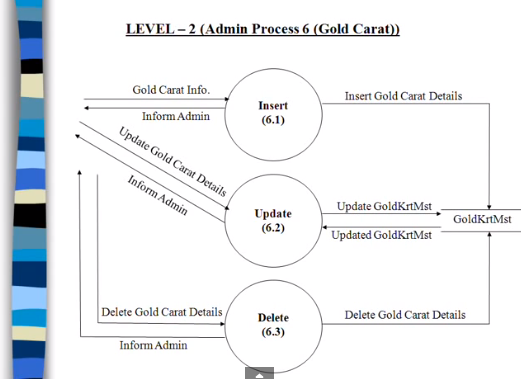 LEVEL – 2 (Admin Process 6 (Gold Carat))
Gold Carat Info.
Inform Admin
Insert
(6.1)
Insert Gold Carat Details
Update Gold Carat Details
Inform Admin
Update
(6.2)
Update GoldKrtMst
Updated GoldKrtMst
GoldKrtMst
Delete Gold Carat Details
Inform Admin
Delete
(6.3)
Delete Gold Carat Details